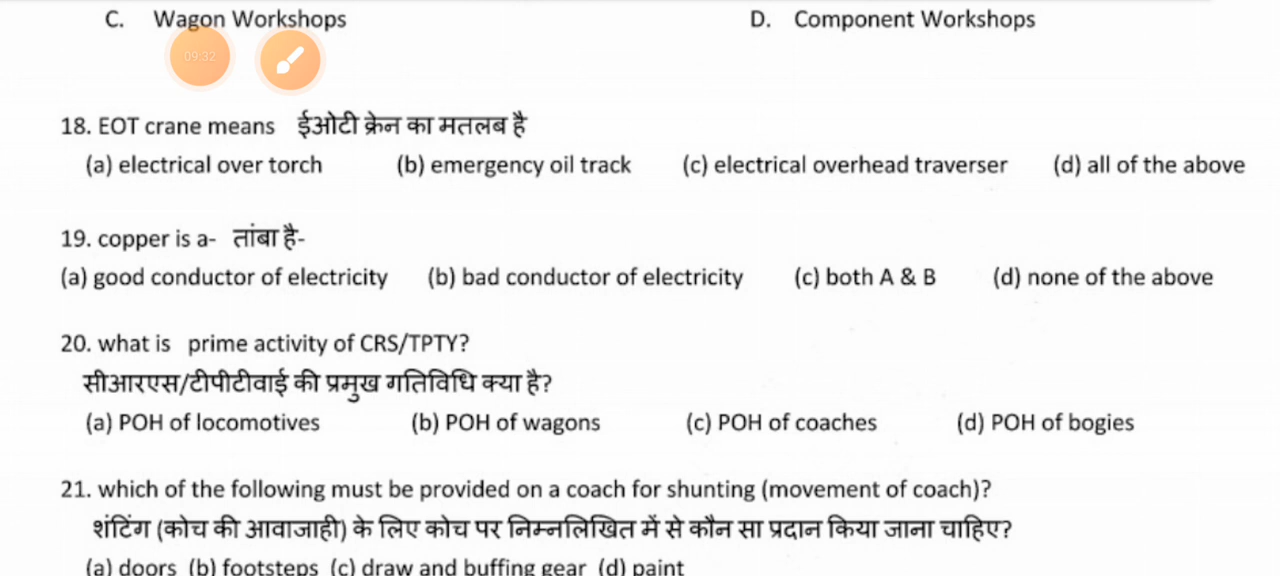 C. Wagon Workshops D. Component Workshops
09:32
18. EOT crane means ईओटी क्रेन का मतलब है
(a) electrical over torch (b) emergency oil track (c) electrical overhead traverser (d) all of the above
19. copper is a- तांबा है-
(a) good conductor of electricity (b) bad conductor of electricity (c) both A & B (d) none of the above
20. what is prime activity of CRS/TPTY?
सीआरएस/टीपीटीवाई की प्रमुख गतिविधि क्या है?
(a) POH of locomotives (b) POH of wagons (c) POH of coaches (d) POH of bogies
21. which of the following must be provided on a coach for shunting (movement of coach)?
शंटिंग (कोच की आवाजाही) के लिए कोच पर निम्नलिखित में से कौन सा प्रदान किया जाना चाहिए?
(a) doors (b) footsteps (c) draw and buffing gear (d) paint